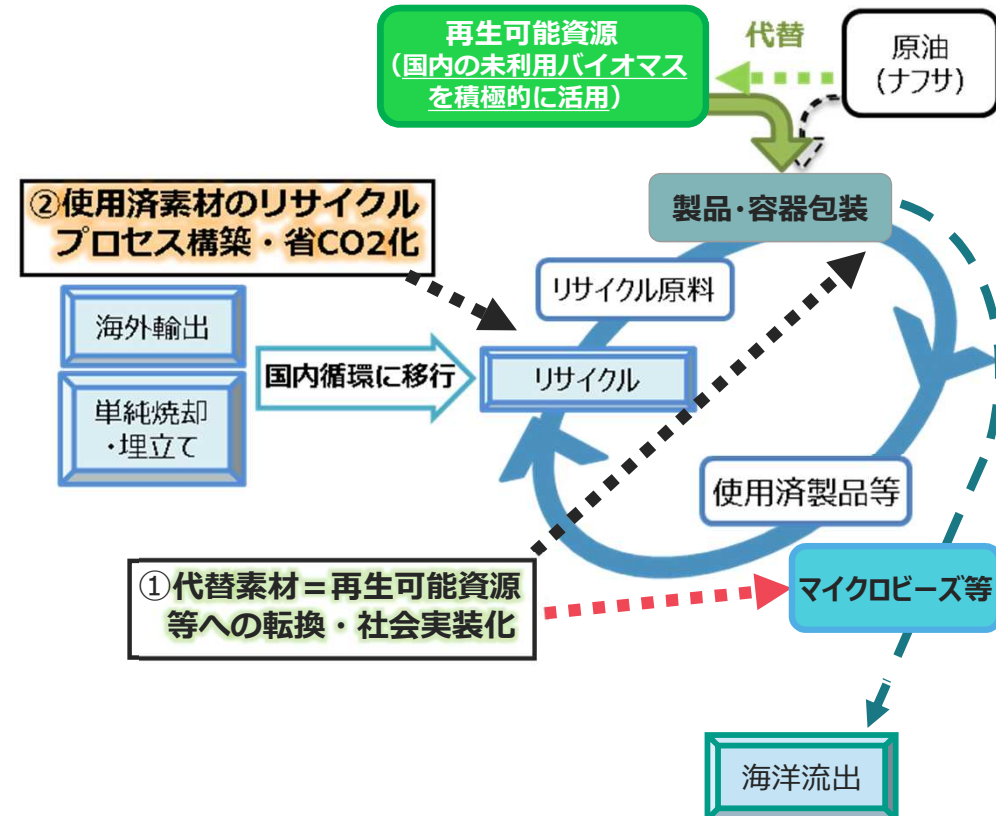 再生可能資源
（国内の未利用バイオマス
を積極的に活用）
代替
原油
（ナフサ）
②使用済素材のリサイクル
プロセス構築・省CO2化
製品・容器包装
リサイクル原料
海外輸出
国内循環に移行
リサイクル
単純焼却
・埋立て
使用済製品等
①代替素材＝再生可能資源
等への転換・社会実装化
マイクロビーズ等
海洋流出